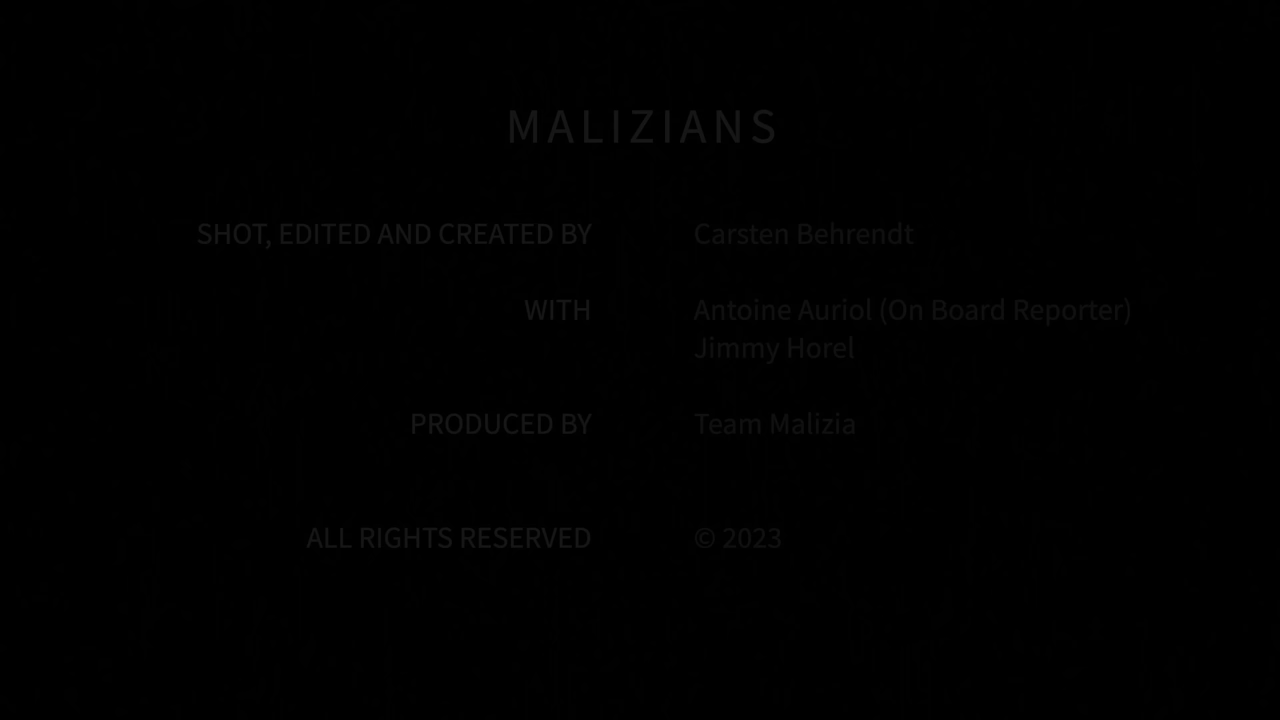 MALIZIANS
SHOT, EDITED AND CREATED BY Carsten Behrendt
WITH Antoine Auriol (On Board Reporter)
Jimmy Horel
PRODUCED BY Team Malizia
ALL RIGHTS RESERVED © 2023